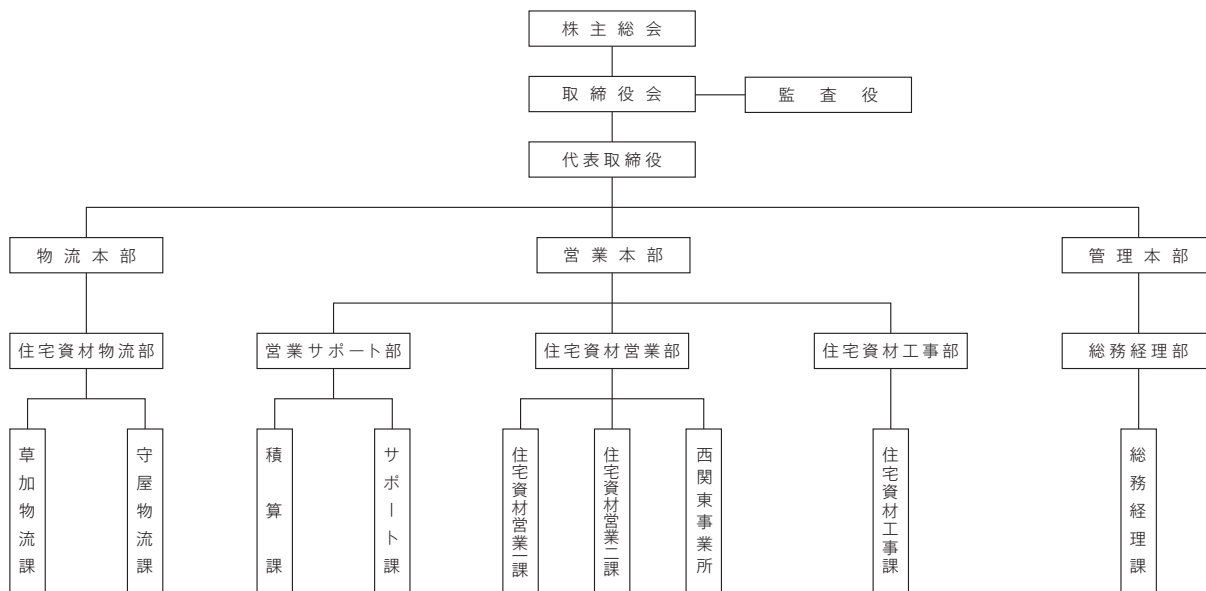 株主総会
取締役会
監査役
代表取締役
物流本部
営業本部
管理本部
住宅資材物流部
営業サポート部
住宅資材営業部
住宅資材工事部
総務経理部
草加物流課
守屋物流課
積算課
サポート課
住宅資材営業一課
住宅資材営業二課
西関東事業所
住宅資材工事課
総務経理課